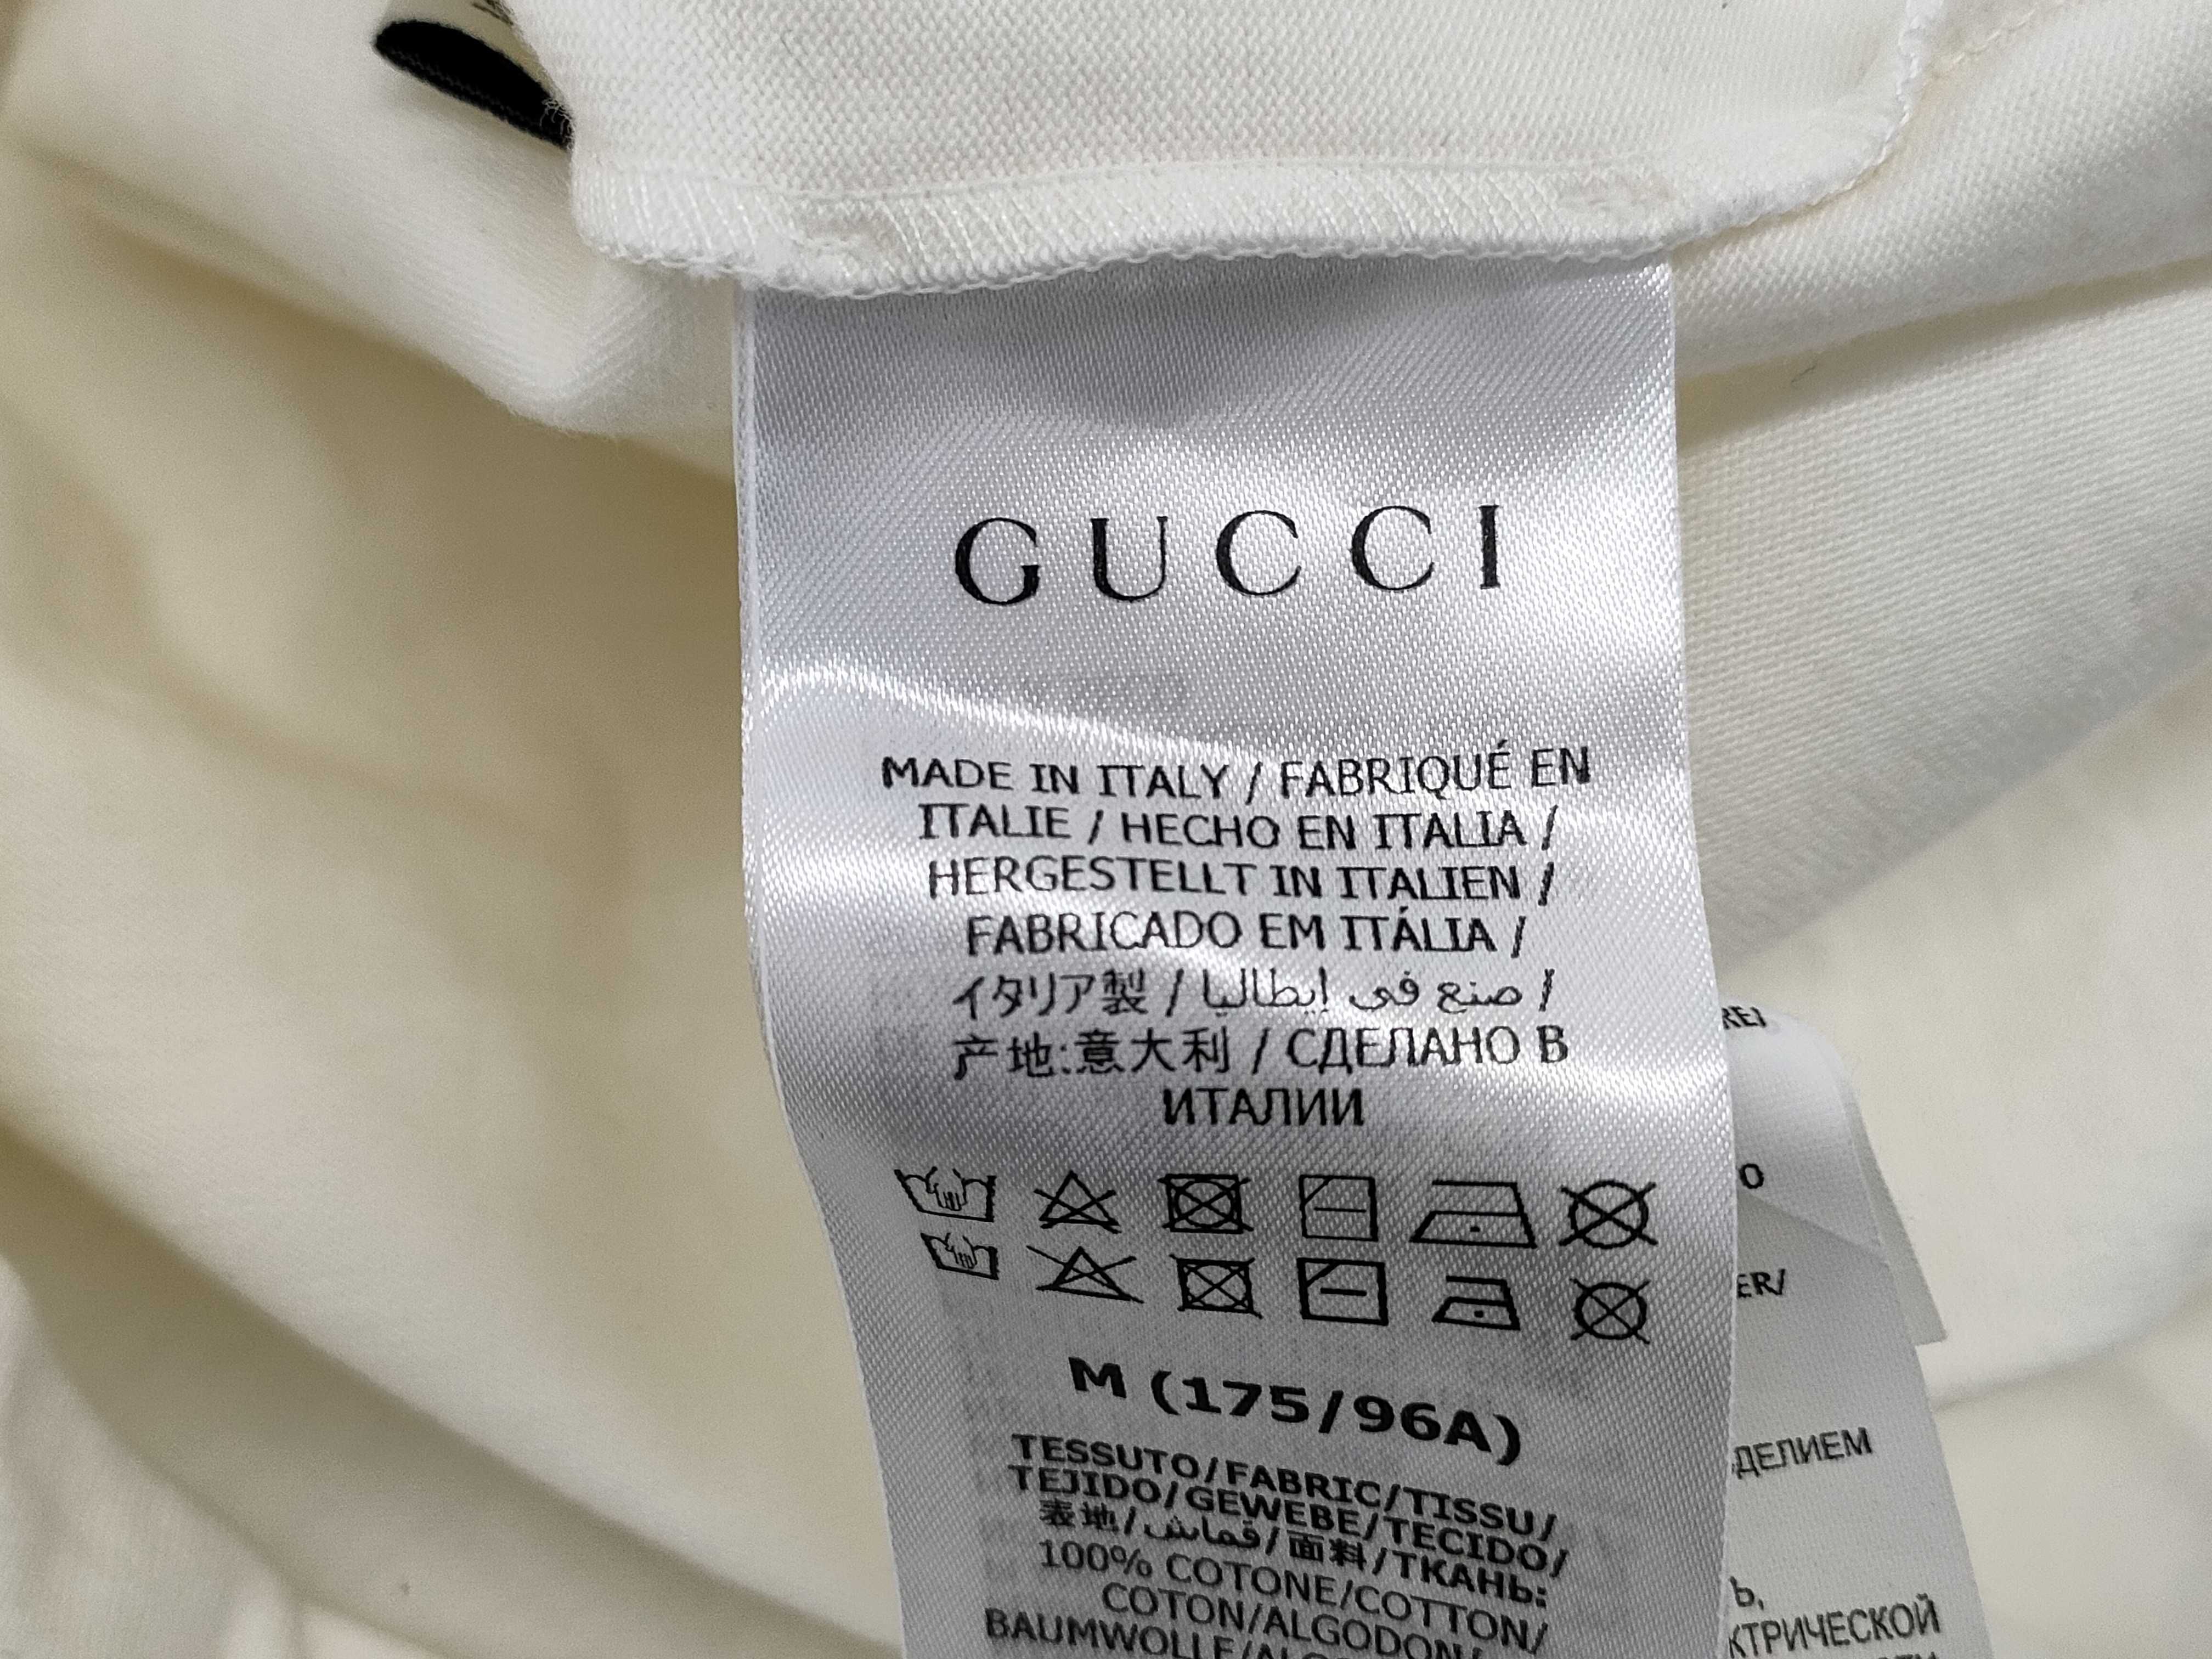 GUCCI
MADE IN ITALY / FABRIQUÉ EN
ITALIE / HECHO EN ITALIA /
HERGESTELLT IN ITALIEN /
FABRICADO EM ITÁLIA /
イタリア製 / صنع في إيطاليا /
产地:意大利 / СДЕЛАНО В
ИТАЛИИ
M (175/96A)
TESSUTO/FABRIC/TISSU/
TEJIDO/GEWEBE/TECIDO/
表地/قماش/面料/ТКАНЬ:
100% COTONE/COTTON/
COTON/ALGODON/
BAUMWOLLE/
ER/